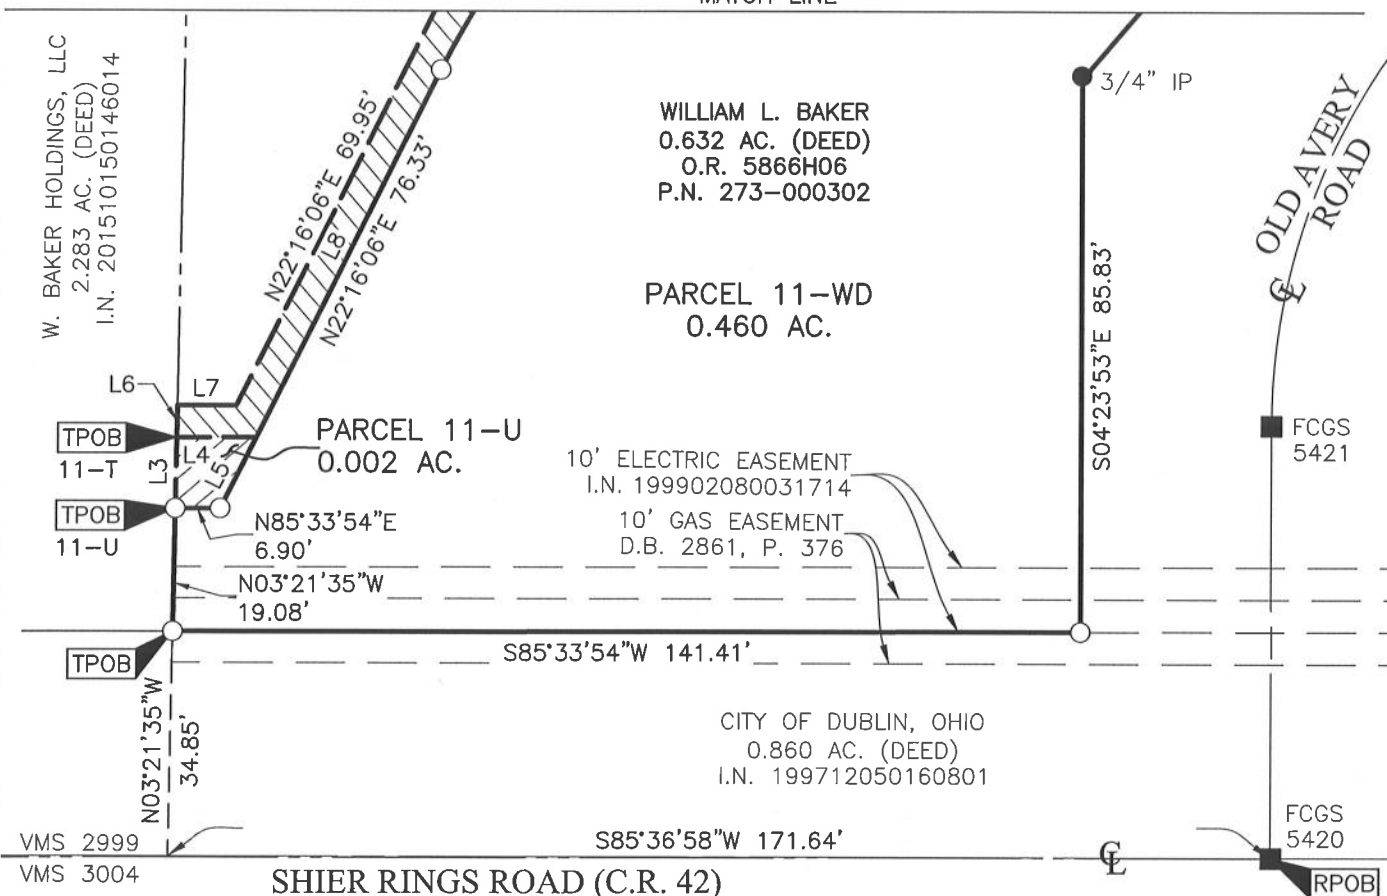 W. BAKER HOLDINGS, LLC
2.283 AC. (DEED)
I.N. 201510150146014
N22°16'06"E 69.95'
L8
N22°16'06"E 76.33'
WILLIAM L. BAKER
0.632 AC. (DEED)
O.R. 5866H06
P.N. 273-000302
3/4" IP
OLD AVERY
ROAD
CL
PARCEL 11-WD
0.460 AC.
S04°23'53"E 85.83'
L6
L7
TPOB
11-T
L3
L4
L5
PARCEL 11-U
0.002 AC.
FCGS
5421
10' ELECTRIC EASEMENT
I.N. 199902080031714
TPOB
11-U
N85°33'54"E
6.90'
10' GAS EASEMENT
D.B. 2861, P. 376
N03°21'35"W
19.08'
TPOB
S85°33'54"W 141.41'
N03°21'35"W
34.85'
CITY OF DUBLIN, OHIO
0.860 AC. (DEED)
I.N. 199712050160801
FCGS
5420
VMS 2999
S85°36'58"W 171.64'
CL
VMS 3004
SHIER RINGS ROAD (C.R. 42)
RPOB